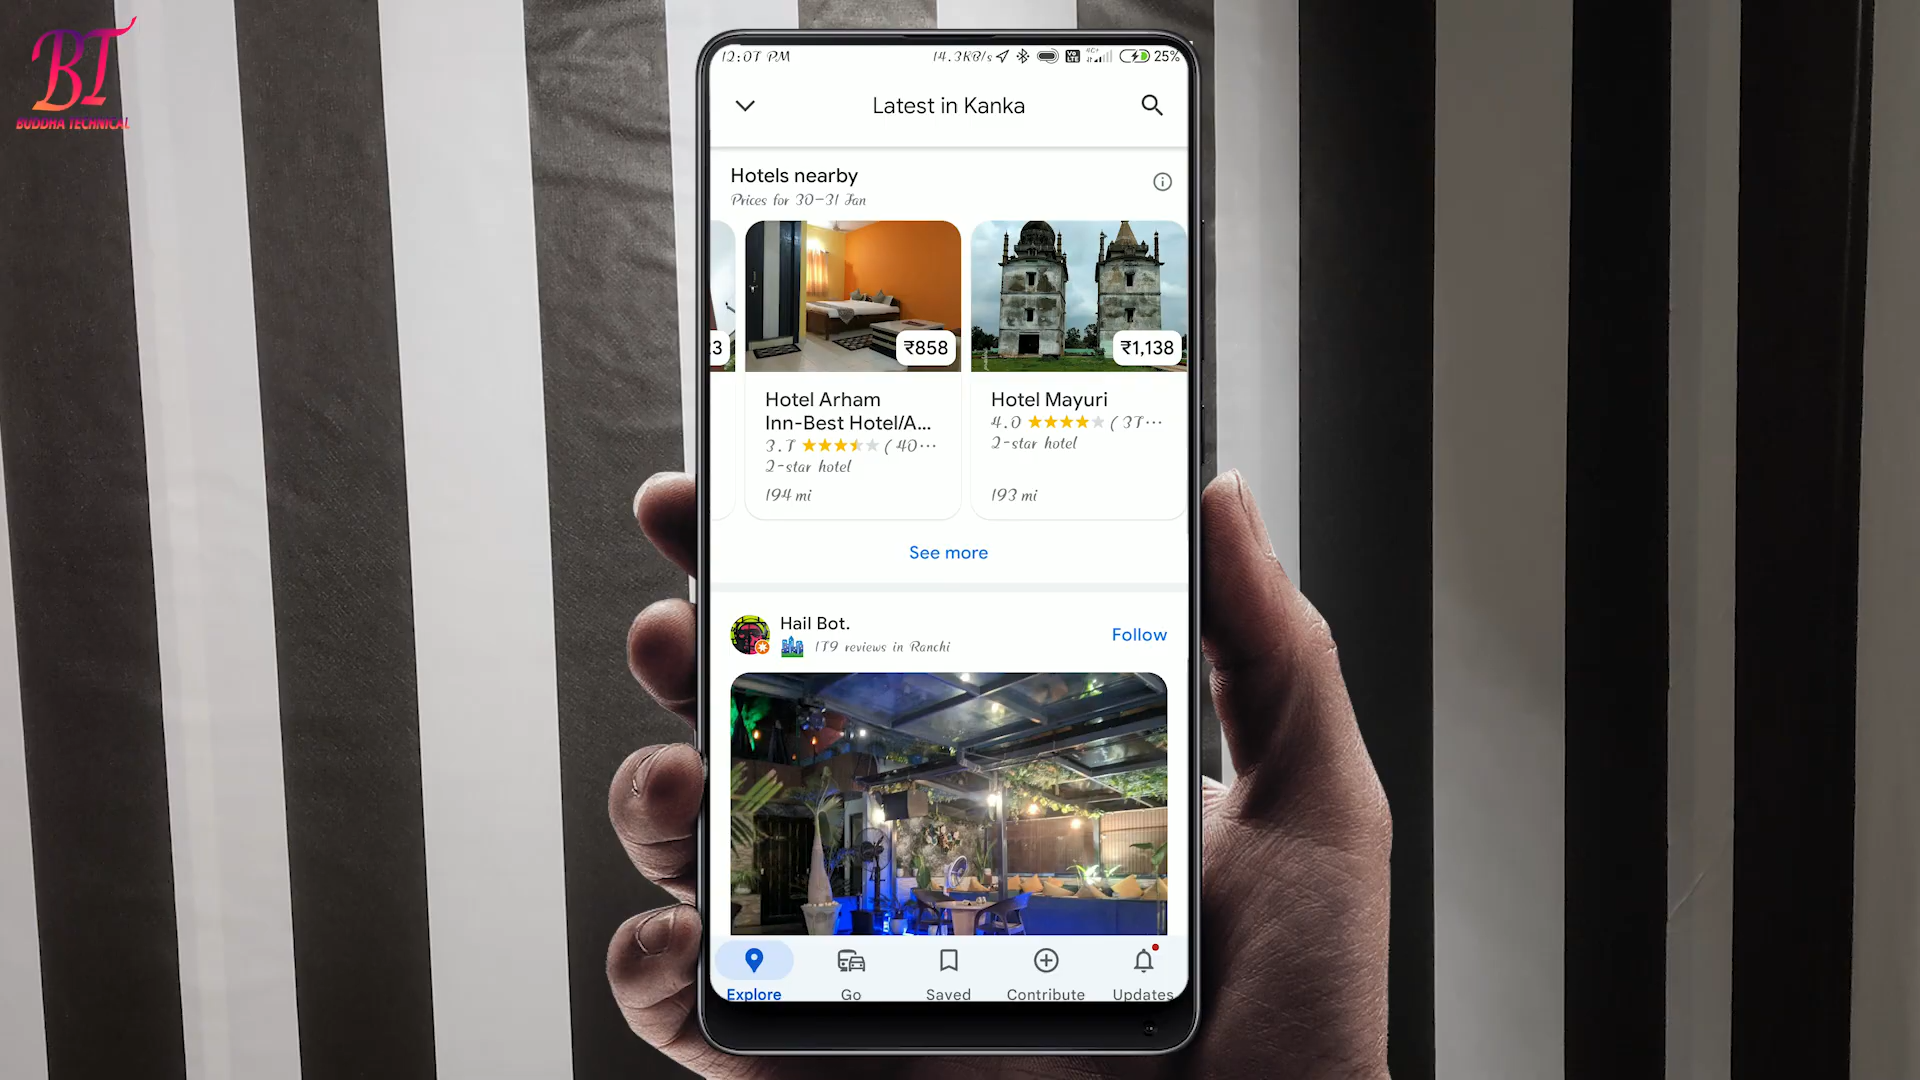 BT
BUDDHA TECHNICAL
12:07 PM
14.3KB/s
25%
Latest in Kanka
Hotels nearby
Prices for 30–31 Jan
₹858
₹1,138
Hotel Arham
Inn-Best Hotel/A...
3.7
(40...
2-star hotel
194 mi
Hotel Mayuri
4.0
(37...
2-star hotel
193 mi
See more
Hail Bot.
179 reviews in Ranchi
Follow
Explore
Go
Saved
Contribute
Updates